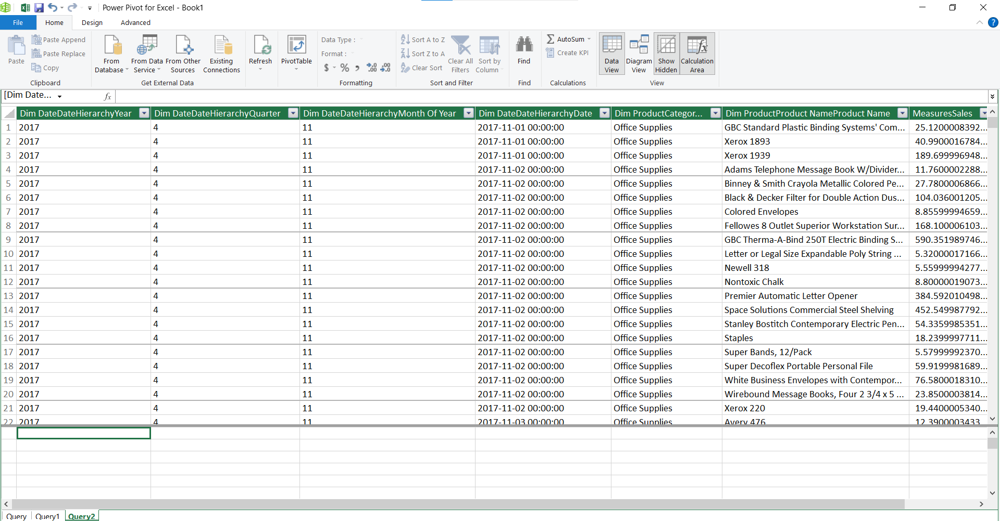 Power Pivot for Excel - Book1
File Home Design Advanced
Paste
Paste Append
Paste Replace
Copy
Clipboard
From Database
From Data Service
From Other Sources
Existing Connections
Get External Data
Refresh
PivotTable
Data Type :
Format :
$ % , .00 .00
Formatting
Sort A to Z
Sort Z to A
Clear Sort
Clear All Filters
Sort by Column
Sort and Filter
Find
Find
AutoSum
Create KPI
Calculations
Data View
Diagram View
Show Hidden
Calculation Area
View
[Dim Date... fx
Dim DateDateHierarchyYear Dim DateDateHierarchyQuarter Dim DateDateHierarchyMonth Of Year Dim DateDateHierarchyDate Dim ProductCategor... Dim ProductProduct NameProduct Name MeasuresSales
1 2017 4 11 2017-11-01 00:00:00 Office Supplies GBC Standard Plastic Binding Systems' Com... 25.1200008392...
2 2017 4 11 2017-11-01 00:00:00 Office Supplies Xerox 1893 40.9900016784...
3 2017 4 11 2017-11-01 00:00:00 Office Supplies Xerox 1939 189.699996948...
4 2017 4 11 2017-11-02 00:00:00 Office Supplies Adams Telephone Message Book W/Divider... 11.7600002288...
5 2017 4 11 2017-11-02 00:00:00 Office Supplies Binney & Smith Crayola Metallic Colored Pe... 27.7800006866...
6 2017 4 11 2017-11-02 00:00:00 Office Supplies Black & Decker Filter for Double Action Dus... 104.036001205...
7 2017 4 11 2017-11-02 00:00:00 Office Supplies Colored Envelopes 8.85599994659...
8 2017 4 11 2017-11-02 00:00:00 Office Supplies Fellowes 8 Outlet Superior Workstation Sur... 168.100006103...
9 2017 4 11 2017-11-02 00:00:00 Office Supplies GBC Therma-A-Bind 250T Electric Binding S... 590.351989746...
10 2017 4 11 2017-11-02 00:00:00 Office Supplies Letter or Legal Size Expandable Poly String ... 5.32000017166...
11 2017 4 11 2017-11-02 00:00:00 Office Supplies Newell 318 5.55999994277...
12 2017 4 11 2017-11-02 00:00:00 Office Supplies Nontoxic Chalk 8.80000019073...
13 2017 4 11 2017-11-02 00:00:00 Office Supplies Premier Automatic Letter Opener 384.592010498...
14 2017 4 11 2017-11-02 00:00:00 Office Supplies Space Solutions Commercial Steel Shelving 452.549987792...
15 2017 4 11 2017-11-02 00:00:00 Office Supplies Stanley Bostitch Contemporary Electric Pen... 54.3359985351...
16 2017 4 11 2017-11-02 00:00:00 Office Supplies Staples 18.2399997711...
17 2017 4 11 2017-11-02 00:00:00 Office Supplies Super Bands, 12/Pack 5.57999992370...
18 2017 4 11 2017-11-02 00:00:00 Office Supplies Super Decoflex Portable Personal File 59.9199981689...
19 2017 4 11 2017-11-02 00:00:00 Office Supplies White Business Envelopes with Contempor... 76.5800018310...
20 2017 4 11 2017-11-02 00:00:00 Office Supplies Wirebound Message Books, Four 2 3/4 x 5 ... 23.8500003814...
21 2017 4 11 2017-11-02 00:00:00 Office Supplies Xerox 220 19.4400005340...
22 2017 4 11 2017-11-03 00:00:00 Office Supplies Avery 476 12.3900003433
Query Query1 Query2